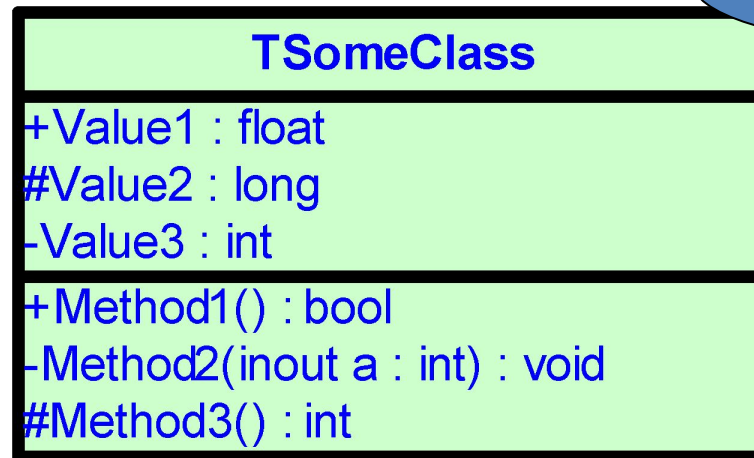 TSomeClass
+Value1 : float
#Value2 : long
-Value3 : int
+Method1() : bool
-Method2(inout a : int) : void
#Method3() : int